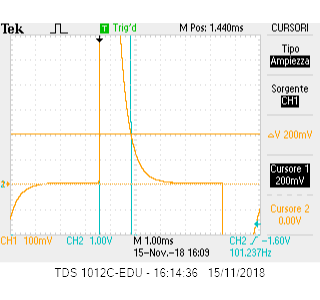 Tek Trig'd M Pos: 1.440ms CURSORI
Tipo
Ampiezza
Sorgente
CH1
ΔV 200mV
Cursore 1
200mV
2
Cursore 2
0.00V
CH1 100mV CH2 1.00V M 1.00ms CH2 -1.60V
15-Nov.-18 16:09 101.237Hz
TDS 1012C-EDU - 16:14:36 15/11/2018